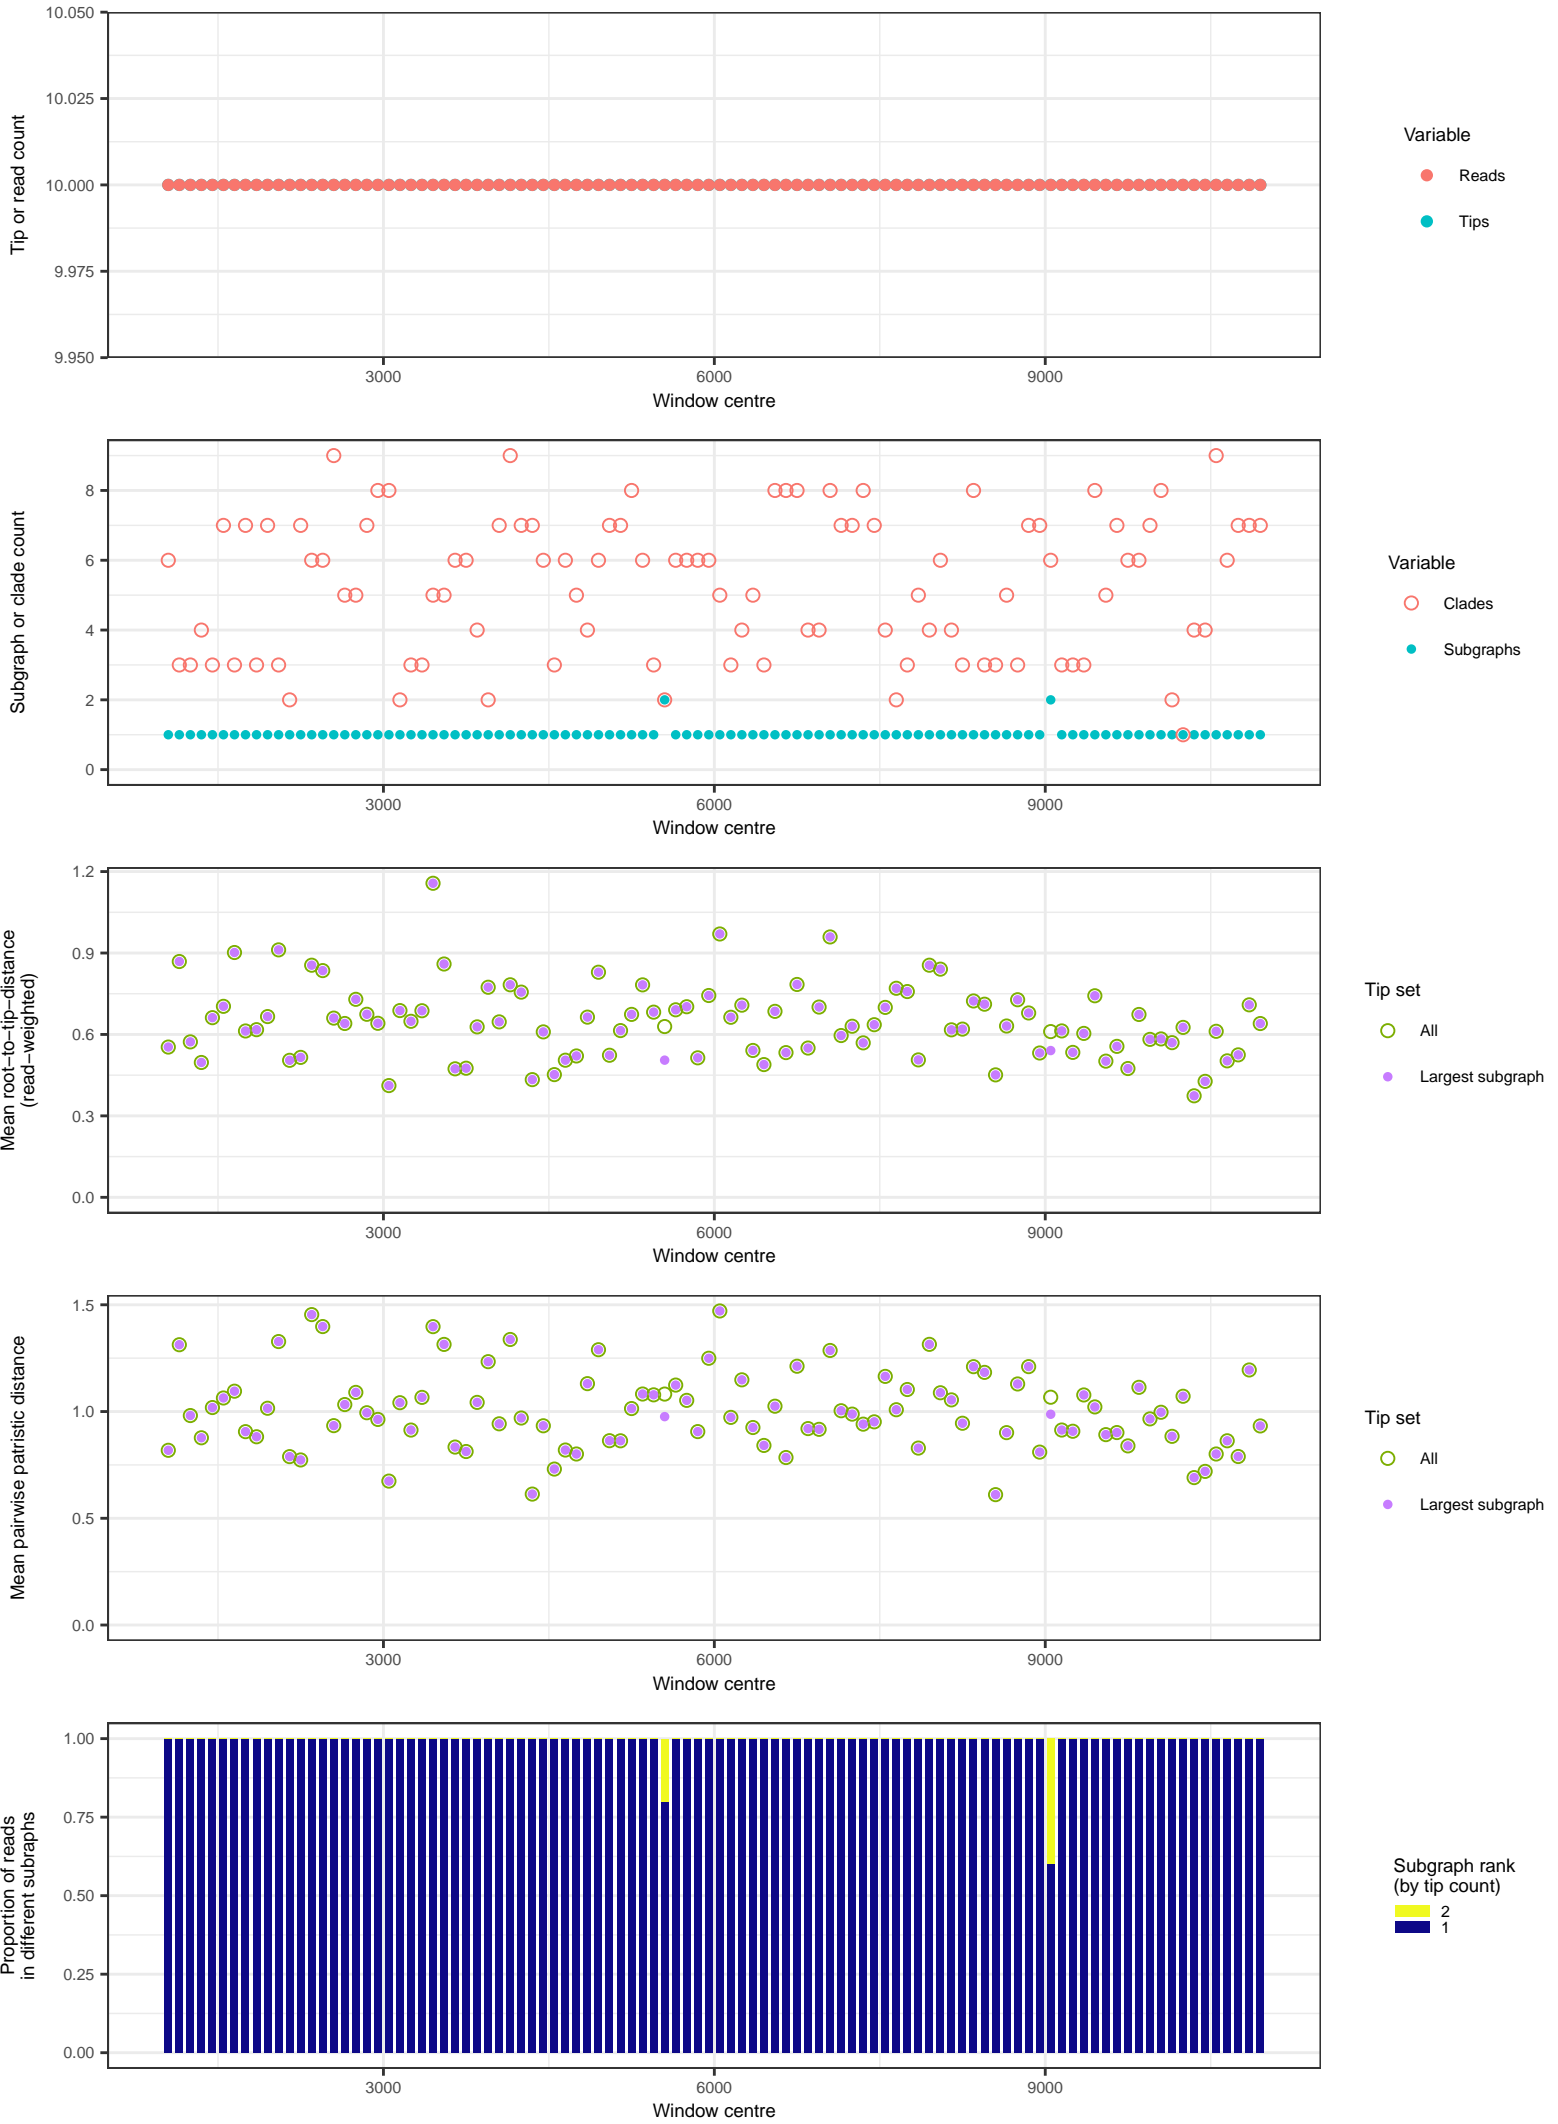 10.050
10.025
10.000
9.975
9.950
Tip or read count
3000 6000 9000
Window centre
Variable
Reads
Tips
8
6
4
2
0
Subgraph or clade count
3000 6000 9000
Window centre
Variable
Clades
Subgraphs
1.2
0.9
0.6
0.3
0.0
Mean root−to−tip−distance
(read−weighted)
3000 6000 9000
Window centre
Tip set
All
Largest subgraph
1.5
1.0
0.5
0.0
Mean pairwise patristic distance
3000 6000 9000
Window centre
Tip set
All
Largest subgraph
1.00
0.75
0.50
0.25
0.00
Proportion of reads
in different subraphs
3000 6000 9000
Window centre
Subgraph rank
(by tip count)
2
1